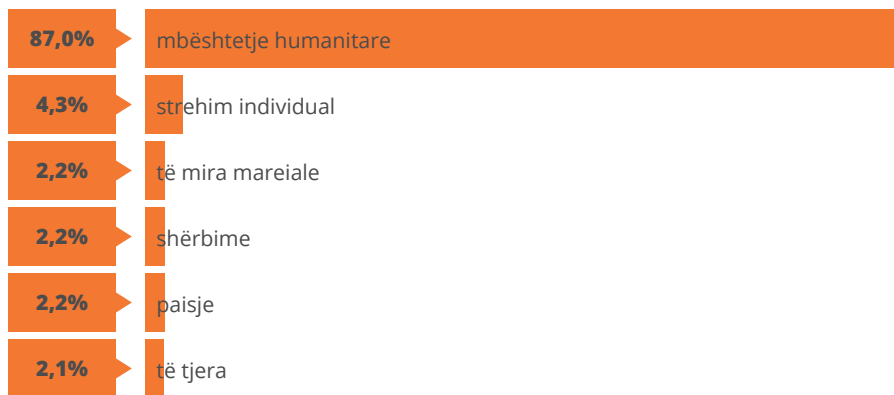 87,0% mbështetje humanitare
4,3% strehim individual
2,2% të mira mareiale
2,2% shërbime
2,2% paisje
2,1% të tjera